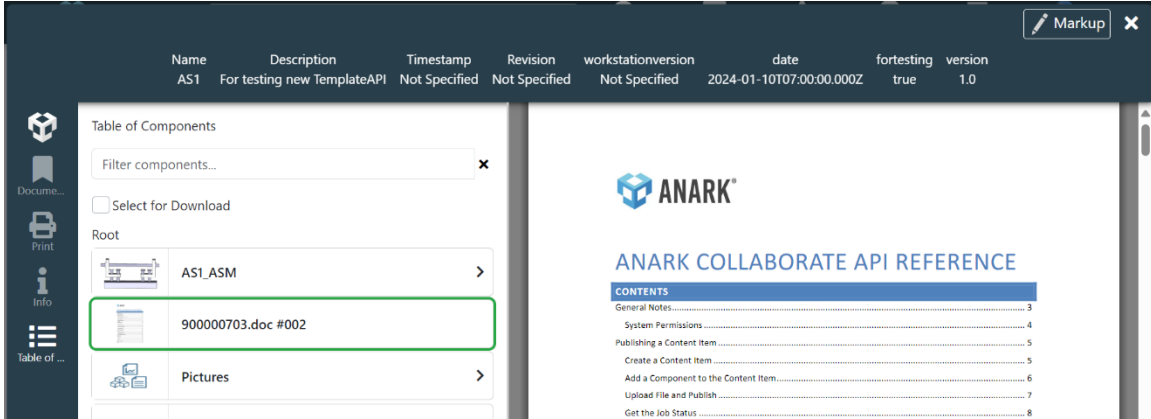 Markup
Name Description Timestamp Revision workstationversion date fortesting version
AS1 For testing new TemplateAPI Not Specified Not Specified Not Specified 2024-01-10T07:00:00.000Z true 1.0
Docume...
Print
Info
Table of ...
Table of Components
Filter components...
Select for Download
Root
AS1_ASM
900000703.doc #002
Pictures
ANARK®
ANARK COLLABORATE API REFERENCE
CONTENTS
General Notes 3
System Permissions 4
Publishing a Content Item 5
Create a Content Item 5
Add a Component to the Content Item 6
Upload File and Publish 7
Get the Job Status 8